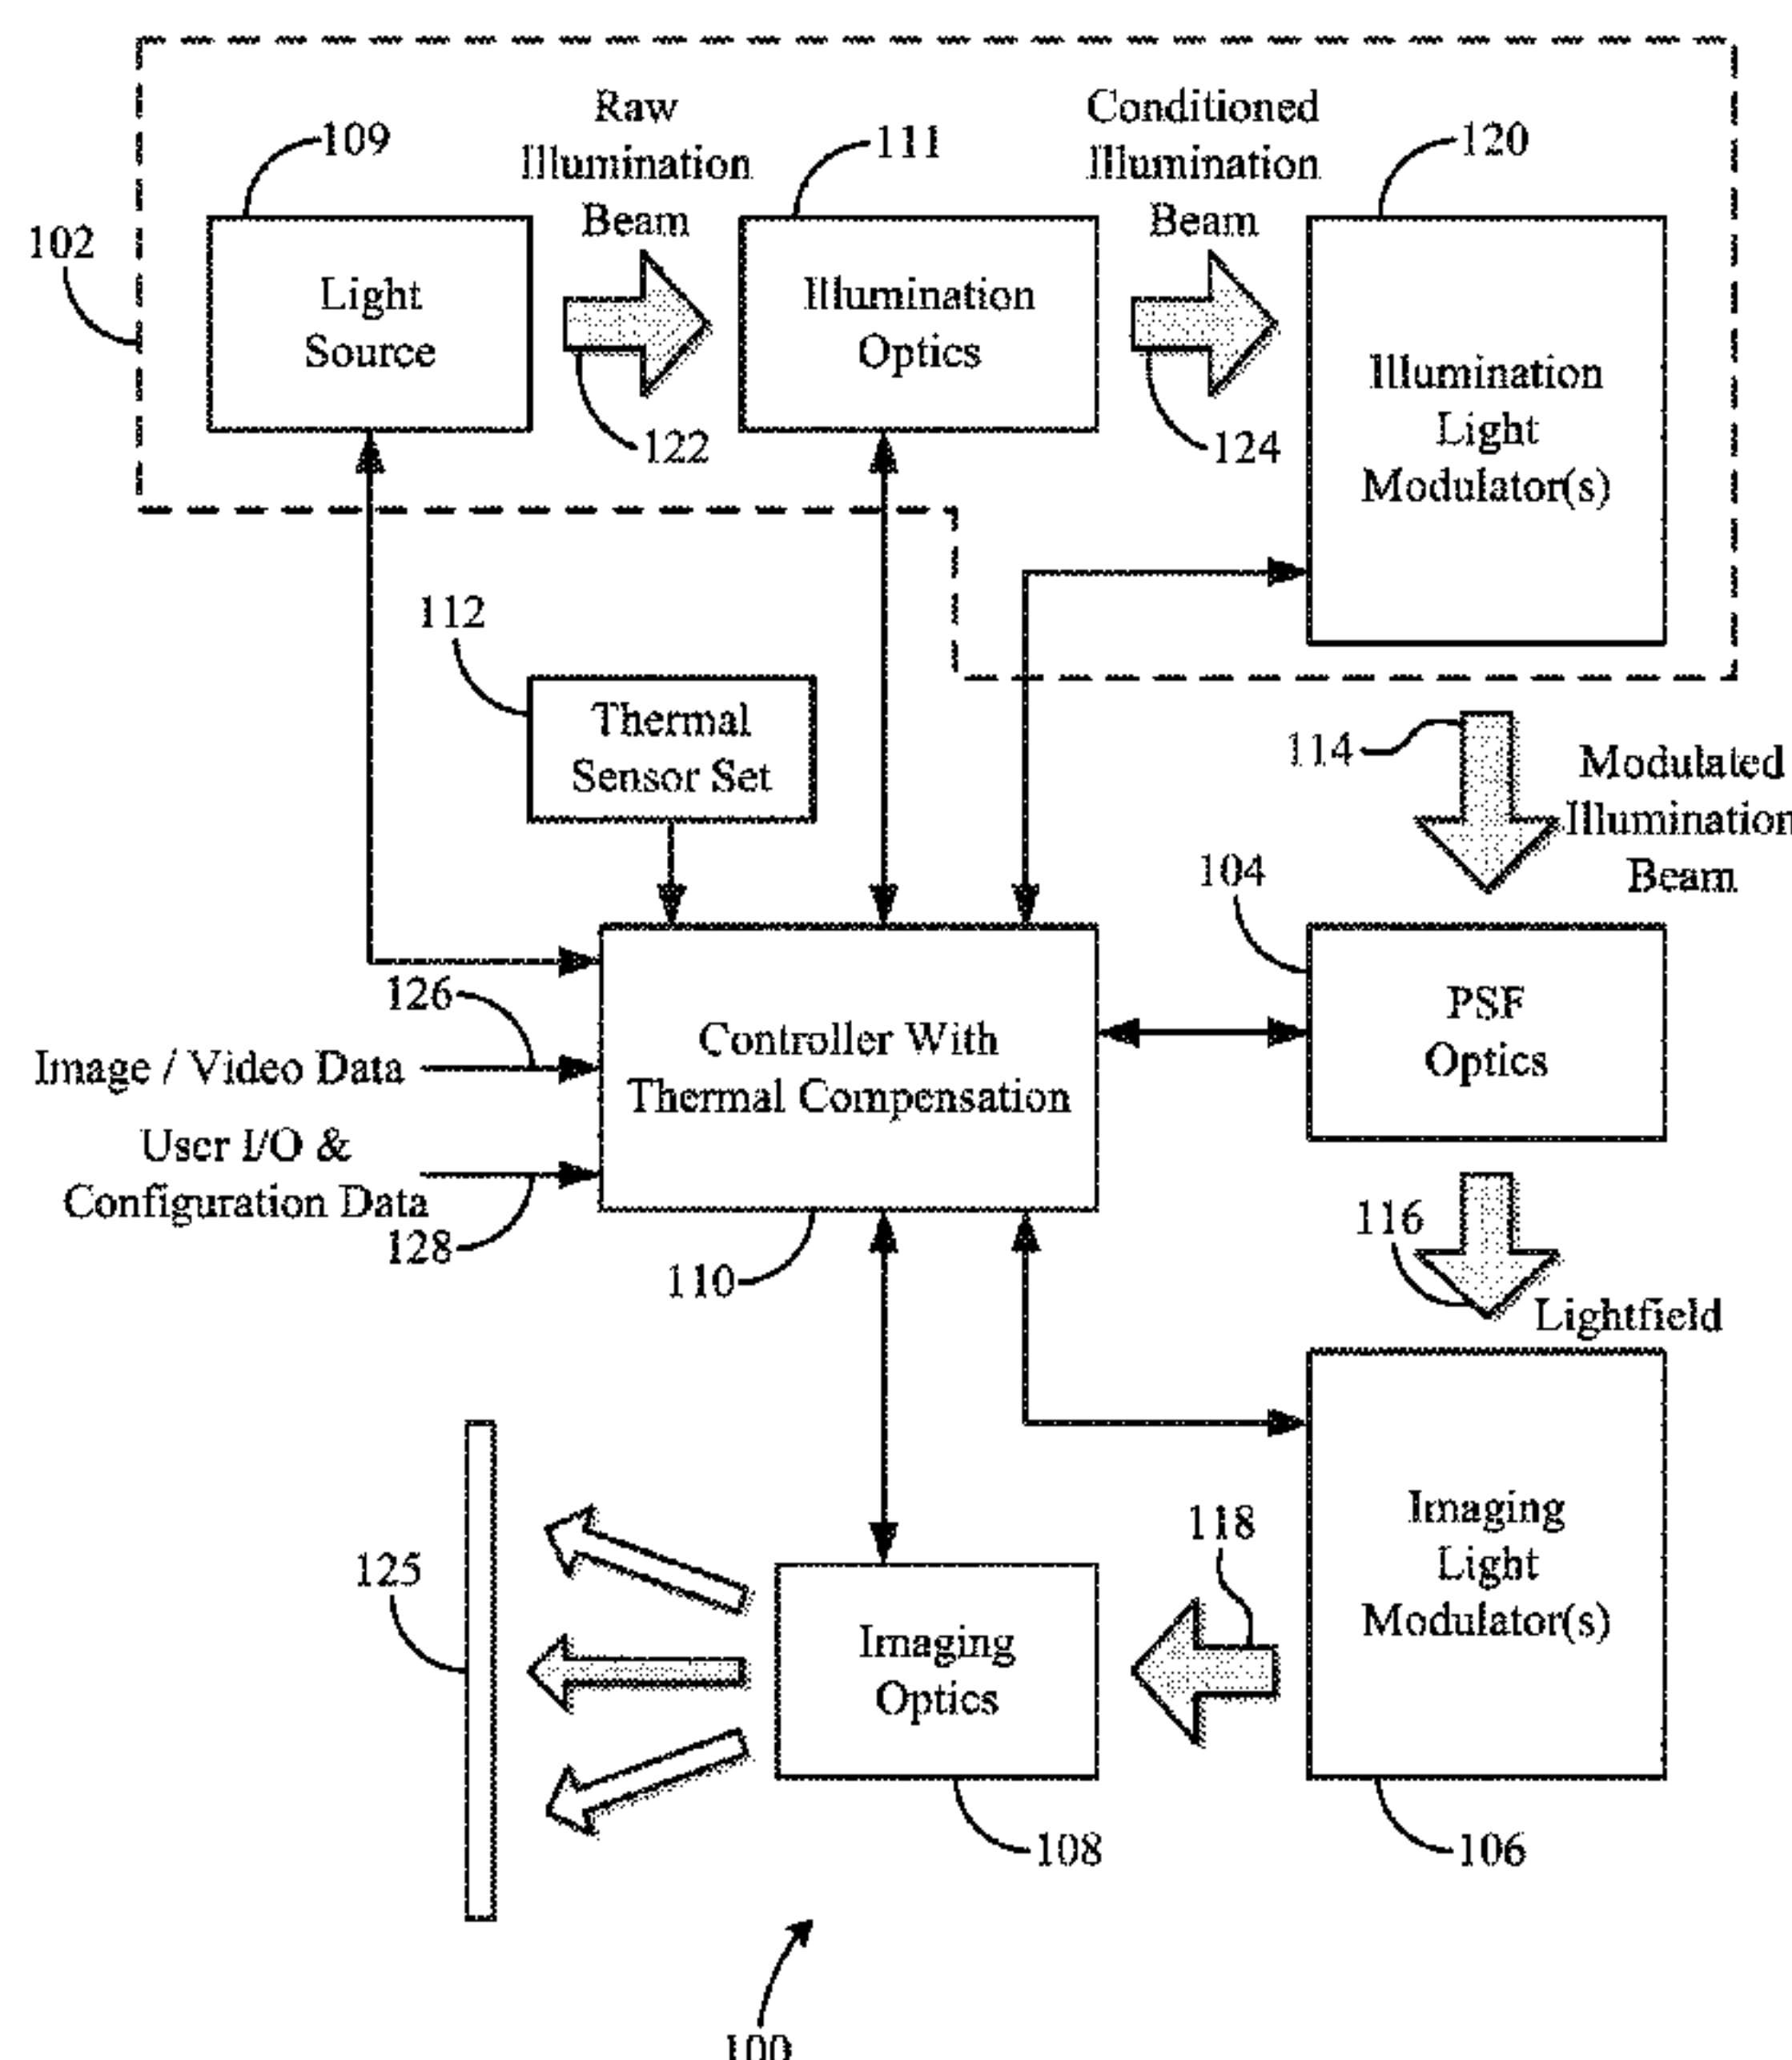 Raw
Illumination
Beam
Conditioned
Illumination
Beam
109
111
120
102
Light
Source
Illumination
Optics
Illumination
Light
Modulator(s)
122
124
112
Thermal
Sensor Set
114
Modulated
Illumination
Beam
104
126
Image / Video Data
User I/O &
Configuration Data
128
Controller With
Thermal Compensation
110
PSF
Optics
116
Lightfield
125
Imaging
Optics
118
Imaging
Light
Modulator(s)
108
106
100